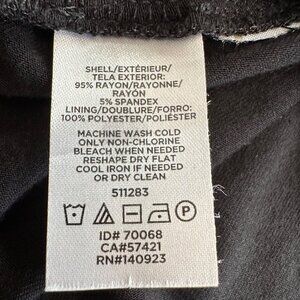 SHELL/EXTÉRIEUR/
TELA EXTERIOR:
95% RAYON/RAYONNE/
RAYÓN
5% SPANDEX
LINING/DOUBLURE/FORRO:
100% POLYESTER/POLIÉSTER
MACHINE WASH COLD
ONLY NON-CHLORINE
BLEACH WHEN NEEDED
RESHAPE DRY FLAT
COOL IRON IF NEEDED
OR DRY CLEAN
511283
P
ID# 70068
CA#57421
RN#140923